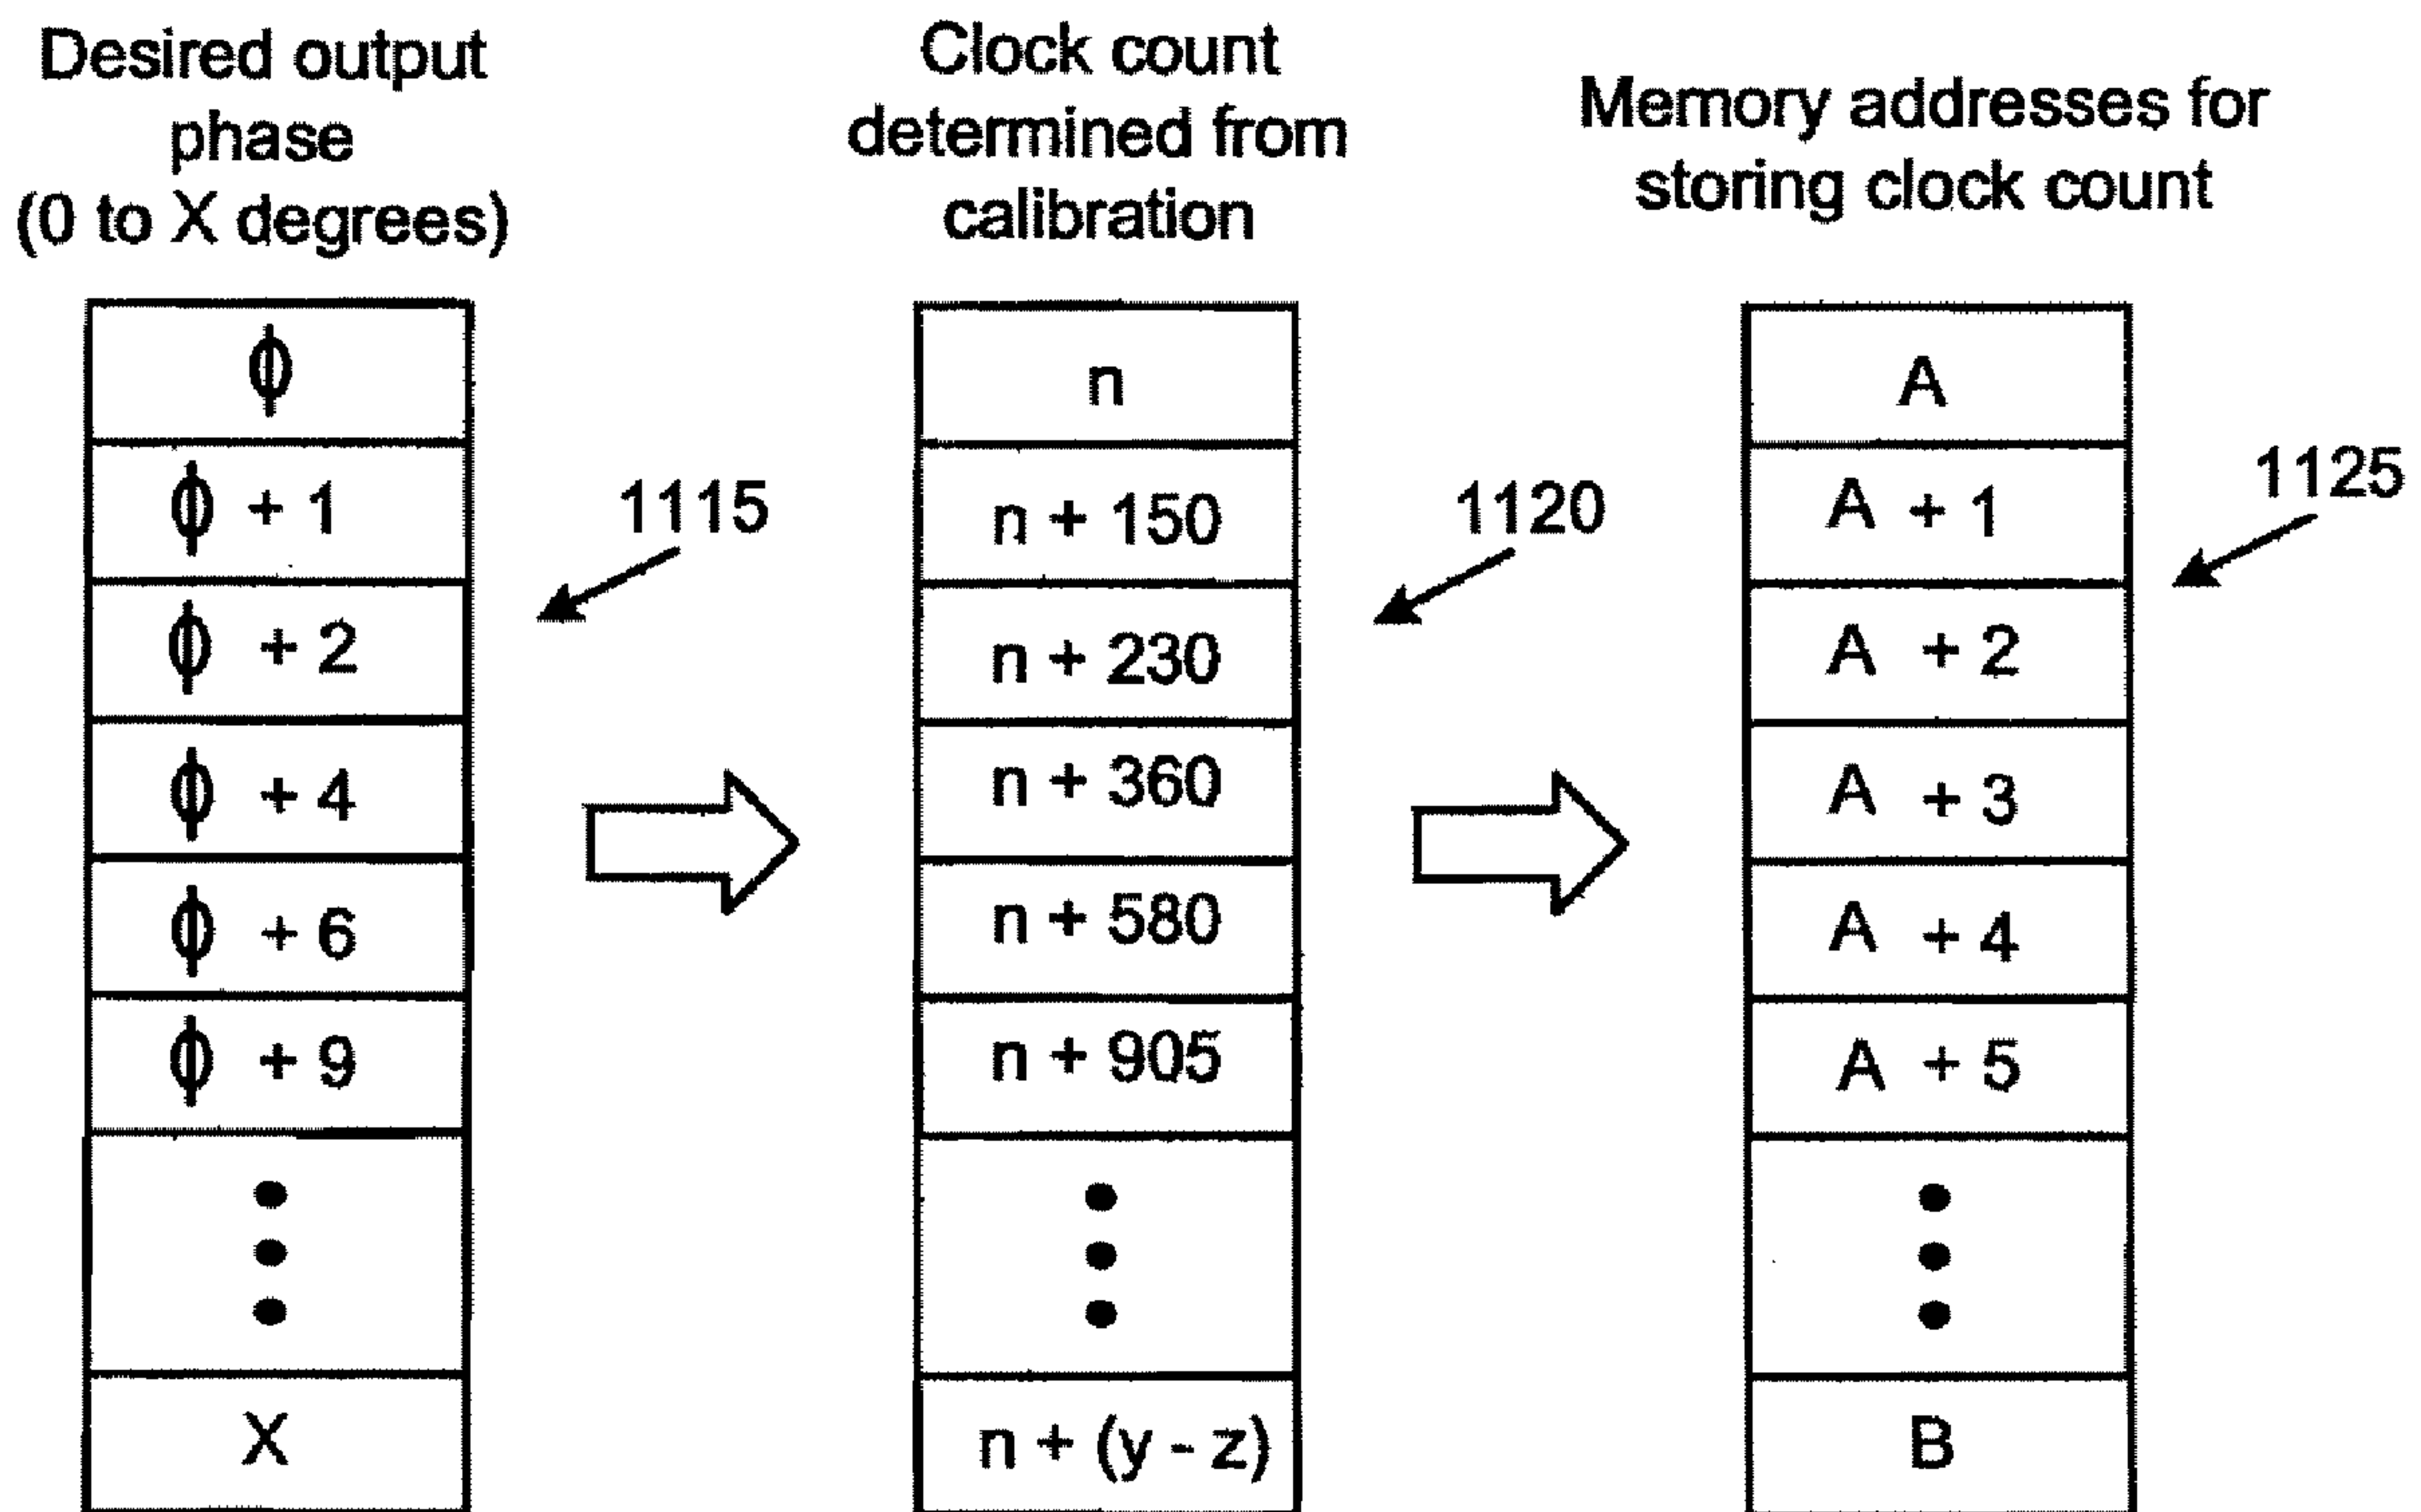 Desired output
phase
(0 to X degrees)
ϕ
ϕ + 1
ϕ + 2
ϕ + 4
ϕ + 6
ϕ + 9
X
1115
Clock count
determined from
calibration
n
n + 150
n + 230
n + 360
n + 580
n + 905
n + (y - z)
1120
Memory addresses for
storing clock count
A
A + 1
A + 2
A + 3
A + 4
A + 5
B
1125